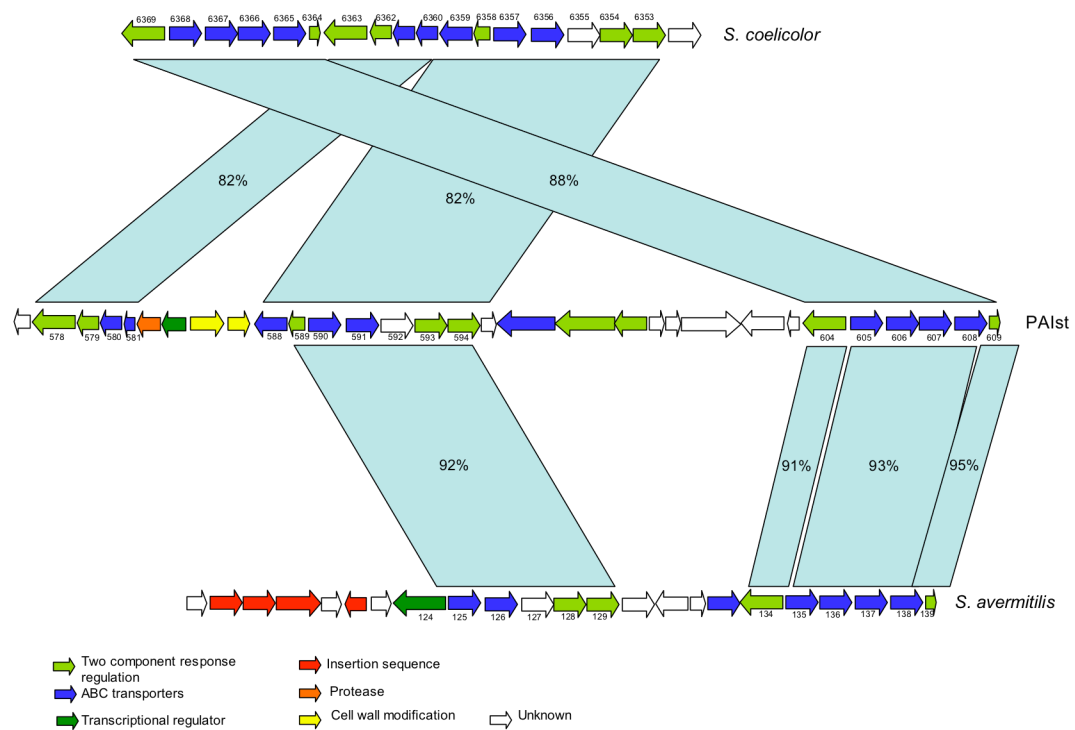 6369 6368 6367 6366 6365 6364 6363 6362 6360 6359 6358 6357 6356 6355 6354 6353
S. coelicolor
82%
82%
88%
578 579 580 581 588 589 590 591 592 593 594 604 605 606 607 608 609
PAIst
92%
91%
93%
95%
124 125 126 127 128 129 134 135 136 137 138 139
S. avermitilis
Two component response
regulation
ABC transporters
Transcriptional regulator
Insertion sequence
Protease
Cell wall modification
Unknown